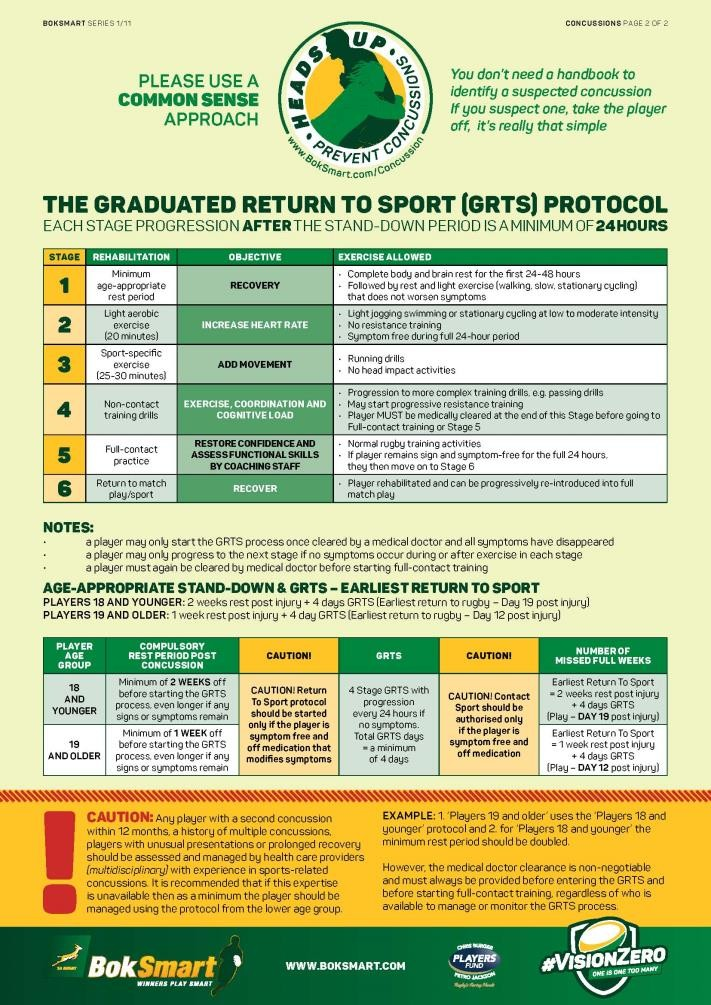 BOKSMART SERIES 1/11
CONCUSSIONS PAGE 2 OF 2
PLEASE USE A
COMMON SENSE
APPROACH
HEADS UP
• PREVENT CONCUSSIONS •
www.BokSmart.com/Concussion
You don't need a handbook to
identify a suspected concussion
If you suspect one, take the player
off, it's really that simple
THE GRADUATED RETURN TO SPORT (GRTS) PROTOCOL
EACH STAGE PROGRESSION AFTER THE STAND-DOWN PERIOD IS A MINIMUM OF 24HOURS
STAGE REHABILITATION OBJECTIVE EXERCISE ALLOWED
1
Minimum
age-appropriate
rest period
RECOVERY
· Complete body and brain rest for the first 24-48 hours
· Followed by rest and light exercise (walking, slow, stationary cycling)
that does not worsen symptoms
2
Light aerobic
exercise
(20 minutes)
INCREASE HEART RATE
· Light jogging swimming or stationary cycling at low to moderate intensity
· No resistance training
· Symptom free during full 24-hour period
3
Sport-specific
exercise
(25-30 minutes)
ADD MOVEMENT
· Running drills
· No head impact activities
4
Non-contact
training drills
EXERCISE, COORDINATION AND
COGNITIVE LOAD
· Progression to more complex training drills, e.g. passing drills
· May start progressive resistance training
· Player MUST be medically cleared at the end of this Stage before going to
Full-contact training or Stage 5
5
Full-contact
practice
RESTORE CONFIDENCE AND
ASSESS FUNCTIONAL SKILLS
BY COACHING STAFF
· Normal rugby training activities
· If player remains sign and symptom-free for the full 24 hours,
they then move on to Stage 6
6
Return to match
play/sport
RECOVER
· Player rehabilitated and can be progressively re-introduced into full
match play
NOTES:
· a player may only start the GRTS process once cleared by a medical doctor and all symptoms have disappeared
· a player may only progress to the next stage if no symptoms occur during or after exercise in each stage
· a player must again be cleared by medical doctor before starting full-contact training
AGE-APPROPRIATE STAND-DOWN & GRTS – EARLIEST RETURN TO SPORT
PLAYERS 18 AND YOUNGER: 2 weeks rest post injury + 4 days GRTS (Earliest return to rugby – Day 19 post injury)
PLAYERS 19 AND OLDER: 1 week rest post injury + 4 day GRTS (Earliest return to rugby – Day 12 post injury)
PLAYER
AGE
GROUP
COMPULSORY
REST PERIOD POST
CONCUSSION
CAUTION!
GRTS
CAUTION!
NUMBER OF
MISSED FULL WEEKS
18
AND
YOUNGER
Minimum of 2 WEEKS off
before starting the GRTS
process, even longer if any
signs or symptoms remain
19
AND OLDER
Minimum of 1 WEEK off
before starting the GRTS
process, even longer if any
signs or symptoms remain
CAUTION! Return
To Sport protocol
should be started
only if the player is
symptom free and
off medication that
modifies symptoms
4 Stage GRTS with
progression
every 24 hours if
no symptoms.
Total GRTS days
= a minimum
of 4 days
CAUTION! Contact
Sport should be
authorised only
if the player is
symptom free and
off medication
Earliest Return To Sport
= 2 weeks rest post injury
+ 4 days GRTS
(Play – DAY 19 post injury)
Earliest Return To Sport
= 1 week rest post injury
+ 4 days GRTS
(Play – DAY 12 post injury)
!
CAUTION: Any player with a second concussion
within 12 months, a history of multiple concussions,
players with unusual presentations or prolonged recovery
should be assessed and managed by health care providers
(multidisciplinary) with experience in sports-related
concussions. It is recommended that if this expertise
is unavailable then as a minimum the player should be
managed using the protocol from the lower age group.
EXAMPLE: 1. 'Players 19 and older' uses the 'Players 18 and
younger' protocol and 2. for 'Players 18 and younger' the
minimum rest period should be doubled.
However, the medical doctor clearance is non-negotiable
and must always be provided before entering the GRTS and
before starting full-contact training, regardless of who is
available to manage or monitor the GRTS process.
SA RUGBY
BokSmart
WINNERS PLAY SMART
WWW.BOKSMART.COM
CHRIS BURGER
PLAYERS
FUND
PETRO JACKSON
Rugby's Caring Hands
#VISIONZERO
ONE IS ONE TOO MANY